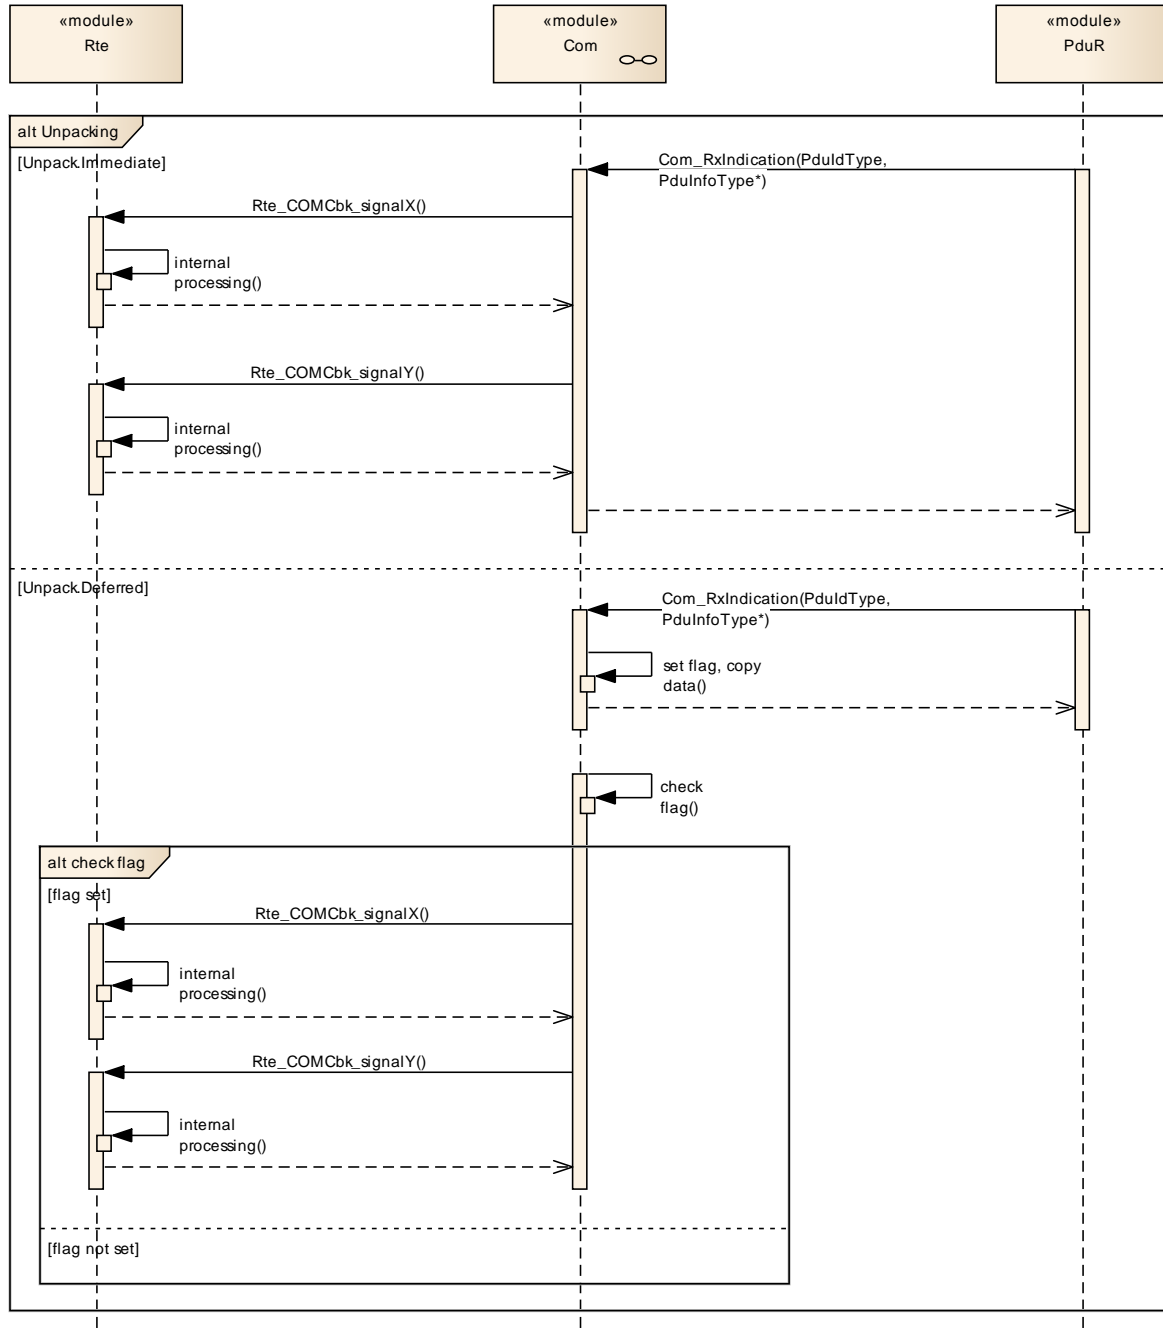 «module»
Rte
«module»
Com
«module»
PduR
alt Unpacking
[Unpack.Immediate]
Com_RxIndication(PduIdType,
PduInfoType*)
Rte_COMCbk_signalX()
internal
processing()
Rte_COMCbk_signalY()
internal
processing()
[Unpack.Deferred]
Com_RxIndication(PduIdType,
PduInfoType*)
set flag, copy
data()
check
flag()
alt check flag
[flag set]
Rte_COMCbk_signalX()
internal
processing()
Rte_COMCbk_signalY()
internal
processing()
[flag not set]